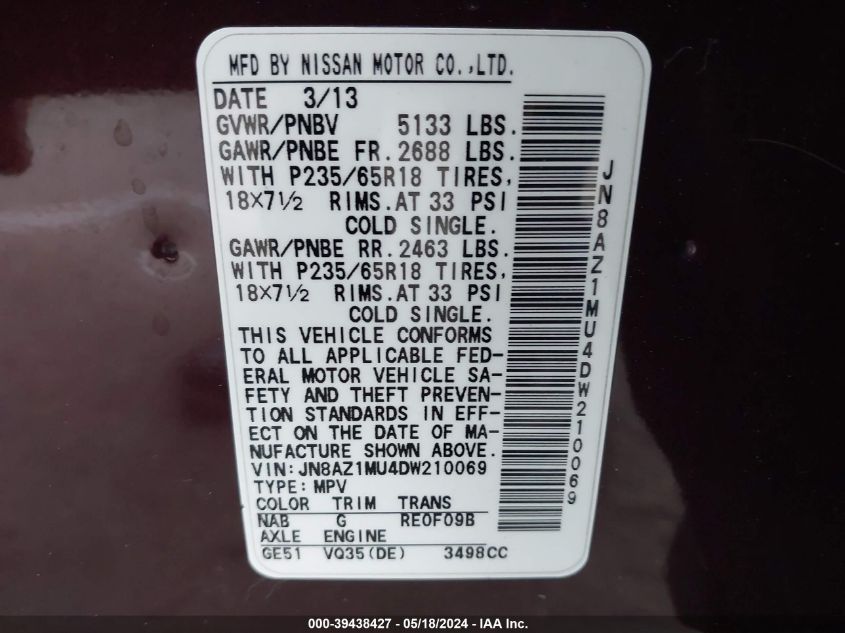 MFD BY NISSAN MOTOR CO.,LTD.
DATE 3/13
GVWR/PNBV 5133 LBS.
GAWR/PNBE FR. 2688 LBS.
WITH P235/65R18 TIRES,
18X7½ RIMS.AT 33 PSI
COLD SINGLE.
GAWR/PNBE RR. 2463 LBS.
WITH P235/65R18 TIRES,
18X7½ RIMS.AT 33 PSI
COLD SINGLE.
THIS VEHICLE CONFORMS
TO ALL APPLICABLE FED-
ERAL MOTOR VEHICLE SA-
FETY AND THEFT PREVEN-
TION STANDARDS IN EFF-
ECT ON THE DATE OF MA-
NUFACTURE SHOWN ABOVE.
VIN:JN8AZ1MU4DW210069
TYPE:MPV
COLOR TRIM TRANS
NAB G RE0F09B
AXLE ENGINE
GE51 VQ35(DE) 3498CC
JN8AZ1MU4DW210069
000-39438427 - 05/18/2024 - IAA Inc.